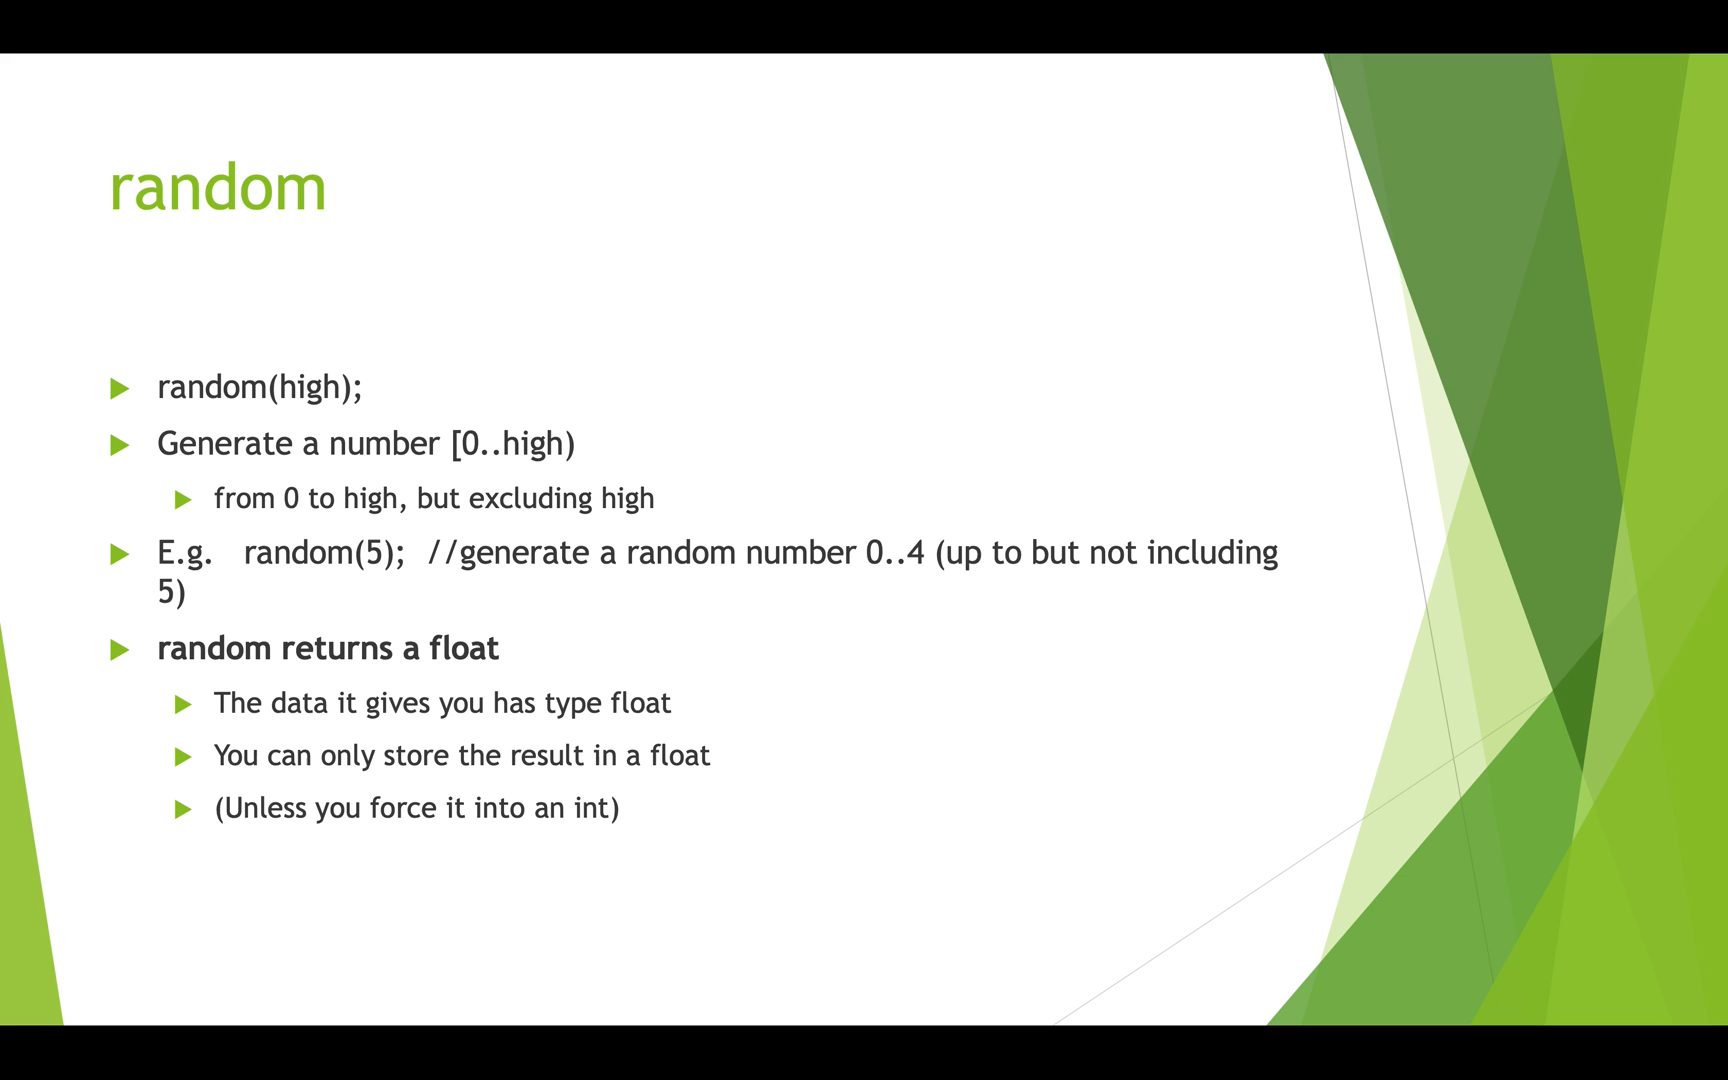 random
random(high);
Generate a number [0..high)
from 0 to high, but excluding high
E.g. random(5); //generate a random number 0..4 (up to but not including
5)
random returns a float
The data it gives you has type float
You can only store the result in a float
(Unless you force it into an int)